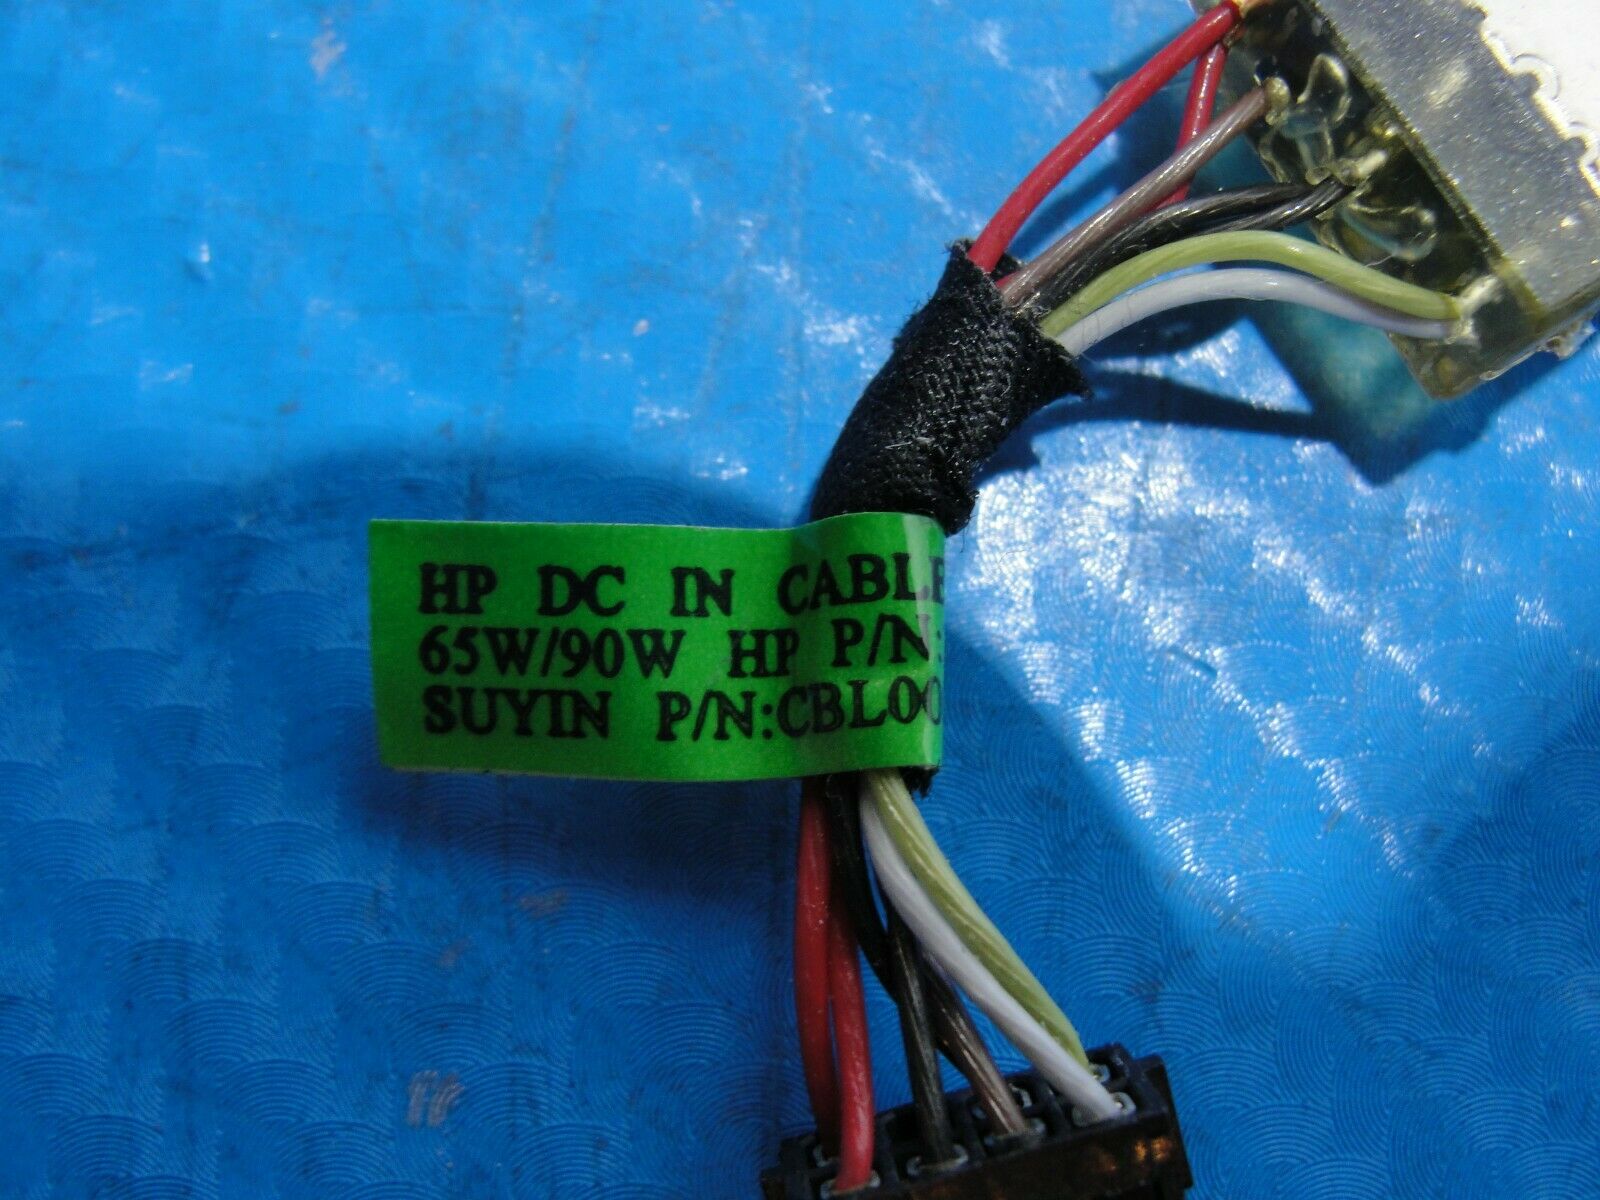 HP DC IN CABLE
65W/90W HP P/N:
SUYIN P/N:CBL00